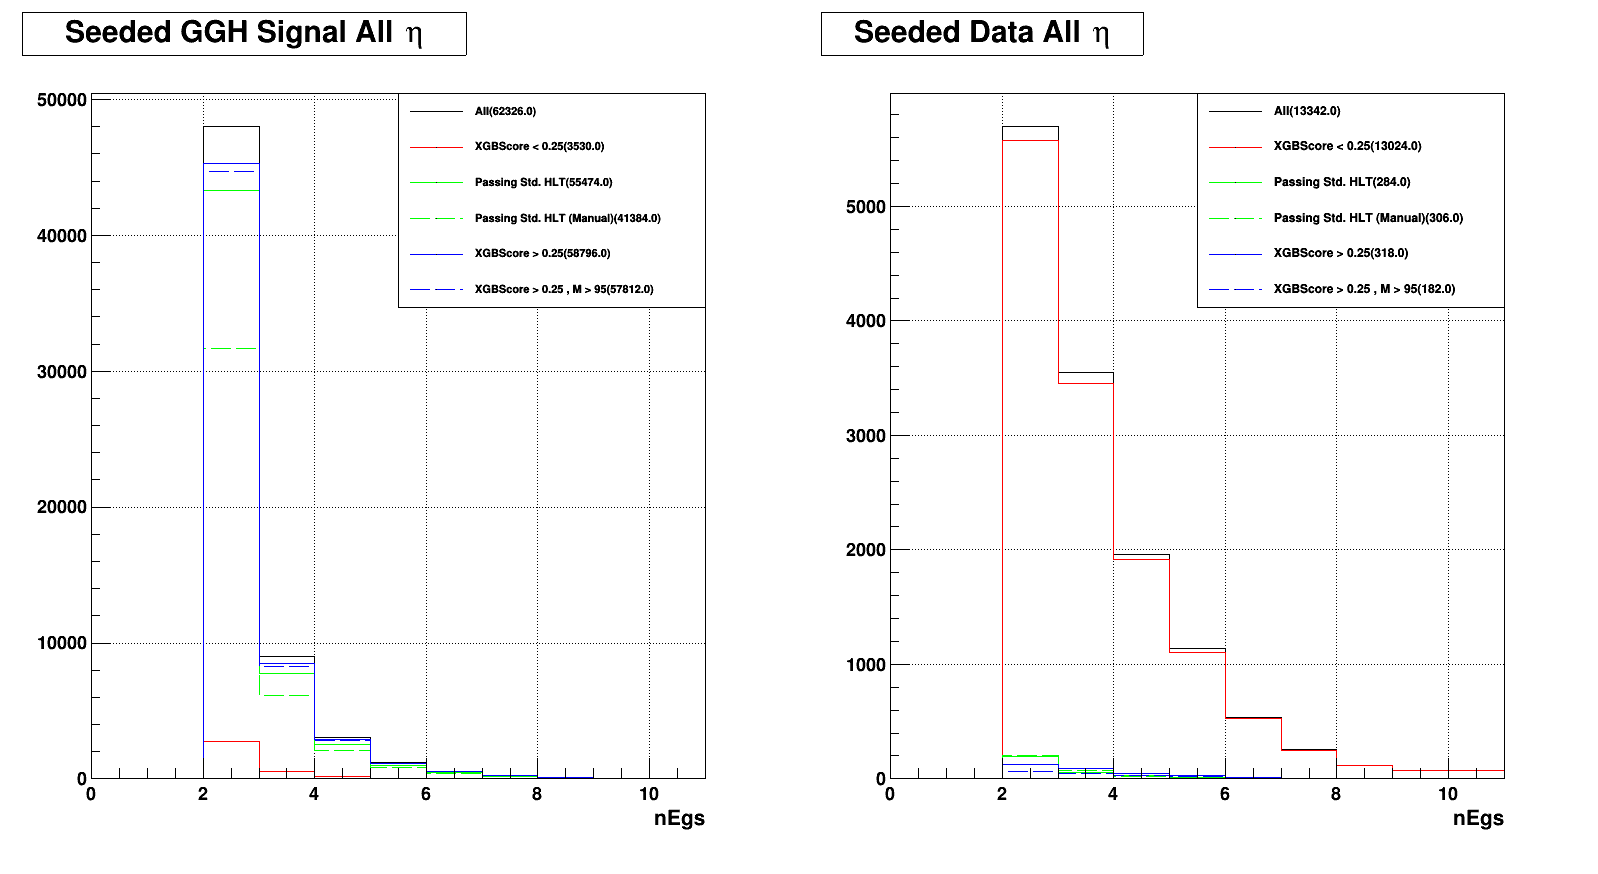 Seeded GGH Signal All η
50000
40000
30000
20000
10000
0
0 2 4 6 8 10
nEgs
All(62326.0)
XGBScore < 0.25(3530.0)
Passing Std. HLT(55474.0)
Passing Std. HLT (Manual)(41384.0)
XGBScore > 0.25(58796.0)
XGBScore > 0.25 , M > 95(57812.0)
Seeded Data All η
5000
4000
3000
2000
1000
0
0 2 4 6 8 10
nEgs
All(13342.0)
XGBScore < 0.25(13024.0)
Passing Std. HLT(284.0)
Passing Std. HLT (Manual)(306.0)
XGBScore > 0.25(318.0)
XGBScore > 0.25 , M > 95(182.0)